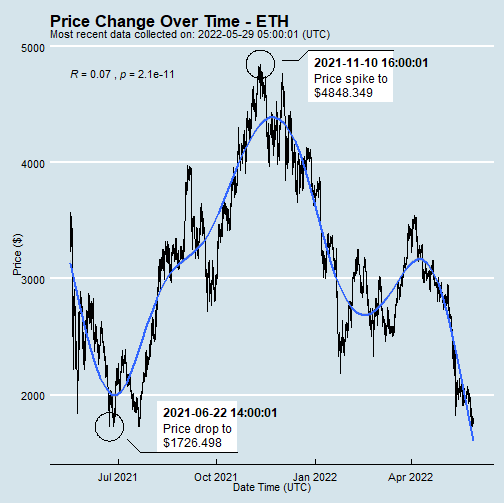 Price Change Over Time - ETH
Most recent data collected on: 2022-05-29 05:00:01 (UTC)
5000
R = 0.07 , p = 2.1e-11
2021-11-10 16:00:01
Price spike to
$4848.349
4000
Price ($)
3000
2000
2021-06-22 14:00:01
Price drop to
$1726.498
Jul 2021
Oct 2021
Jan 2022
Apr 2022
Date Time (UTC)